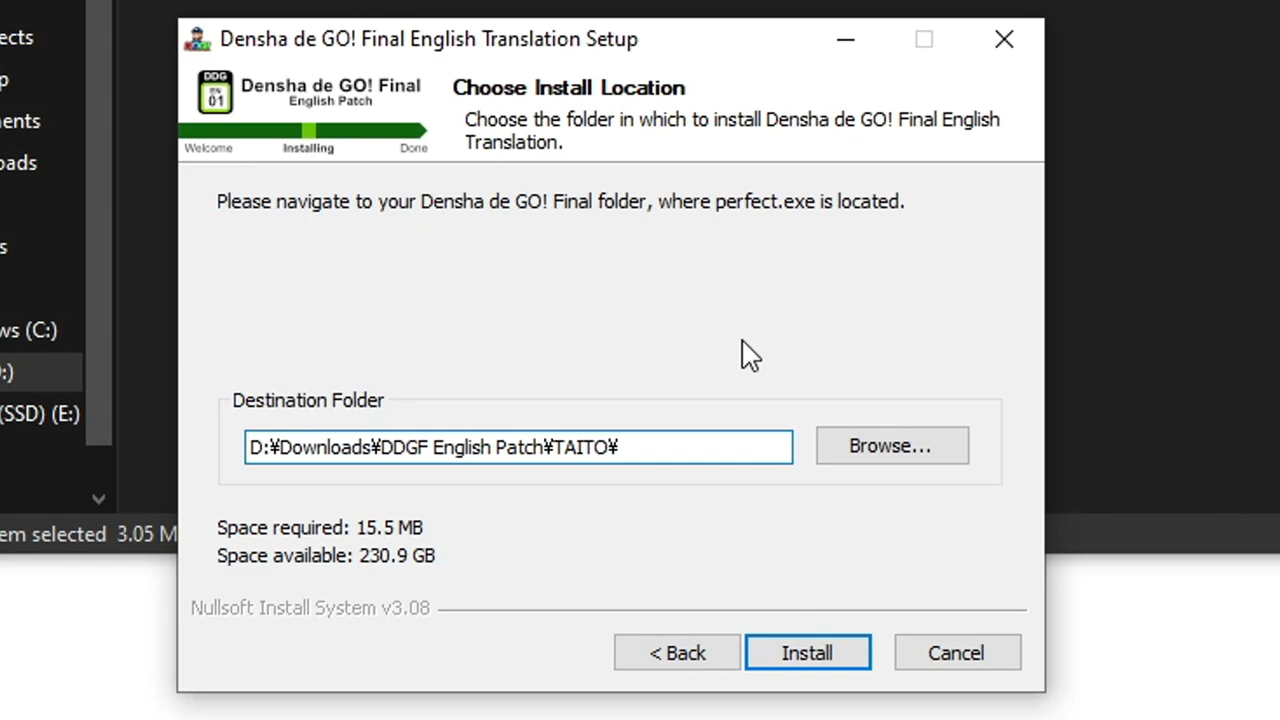 Densha de GO! Final English Translation Setup
DDG
01
Densha de GO! Final
English Patch
Welcome
Installing
Done
Choose Install Location
Choose the folder in which to install Densha de GO! Final English
Translation.
Please navigate to your Densha de GO! Final folder, where perfect.exe is located.
Destination Folder
D:¥Downloads¥DDGF English Patch¥TAITO¥
Browse...
Space required: 15.5 MB
Space available: 230.9 GB
Nullsoft Install System v3.08
< Back
Install
Cancel
ects
p
ents
oads
s
ws (C:)
:)
(SSD) (E:)
em selected 3.05 M